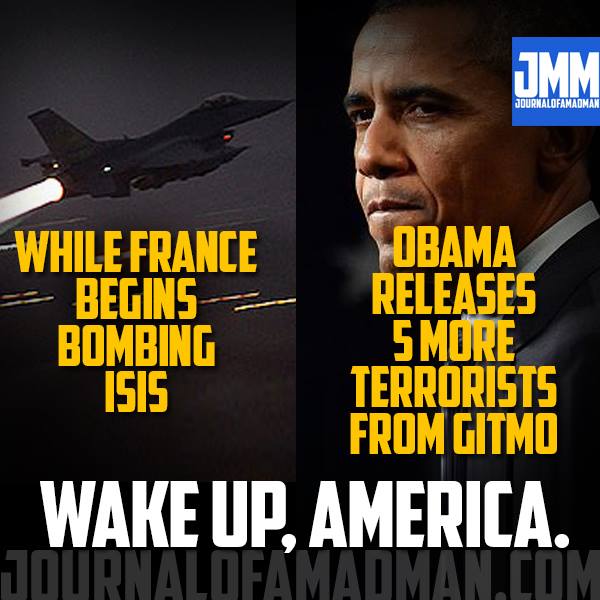 JMM
JOURNALOFAMADMAN
WHILE FRANCE
BEGINS
BOMBING
ISIS
OBAMA
RELEASES
5 MORE
TERRORISTS
FROM GITMO
WAKE UP, AMERICA.
JOURNALOFAMADMAN.COM